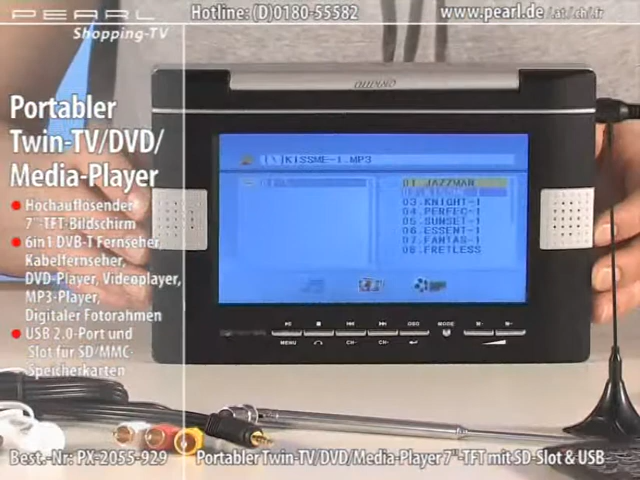 PEARL
Shopping-TV
Hotline: (D)0180-55582
www.pearl.de /.at/.ch/.fr
Portabler
Twin-TV/DVD/
Media-Player
Hochauflösender
7"-TFT-Bildschirm
6in1 DVB-T Fernseher,
Kabelfernseher,
DVD-Player, Videoplayer,
MP3-Player,
Digitaler Fotorahmen
USB 2.0-Port und
Slot für SD/MMC-
Speicherkarten
[\]KISSME-1.MP3
01.JAZZMAN
03.KNIGHT-1
04.PERFEC-1
05.SUNSET-1
06.ESSENT-1
07.FANTAS-1
08.FRETLESS
OSD MODE
MENU CH- CH-
Best.-Nr: PX-2055-929 Portabler Twin-TV/DVD/Media-Player 7"-TFT mit SD-Slot & USB